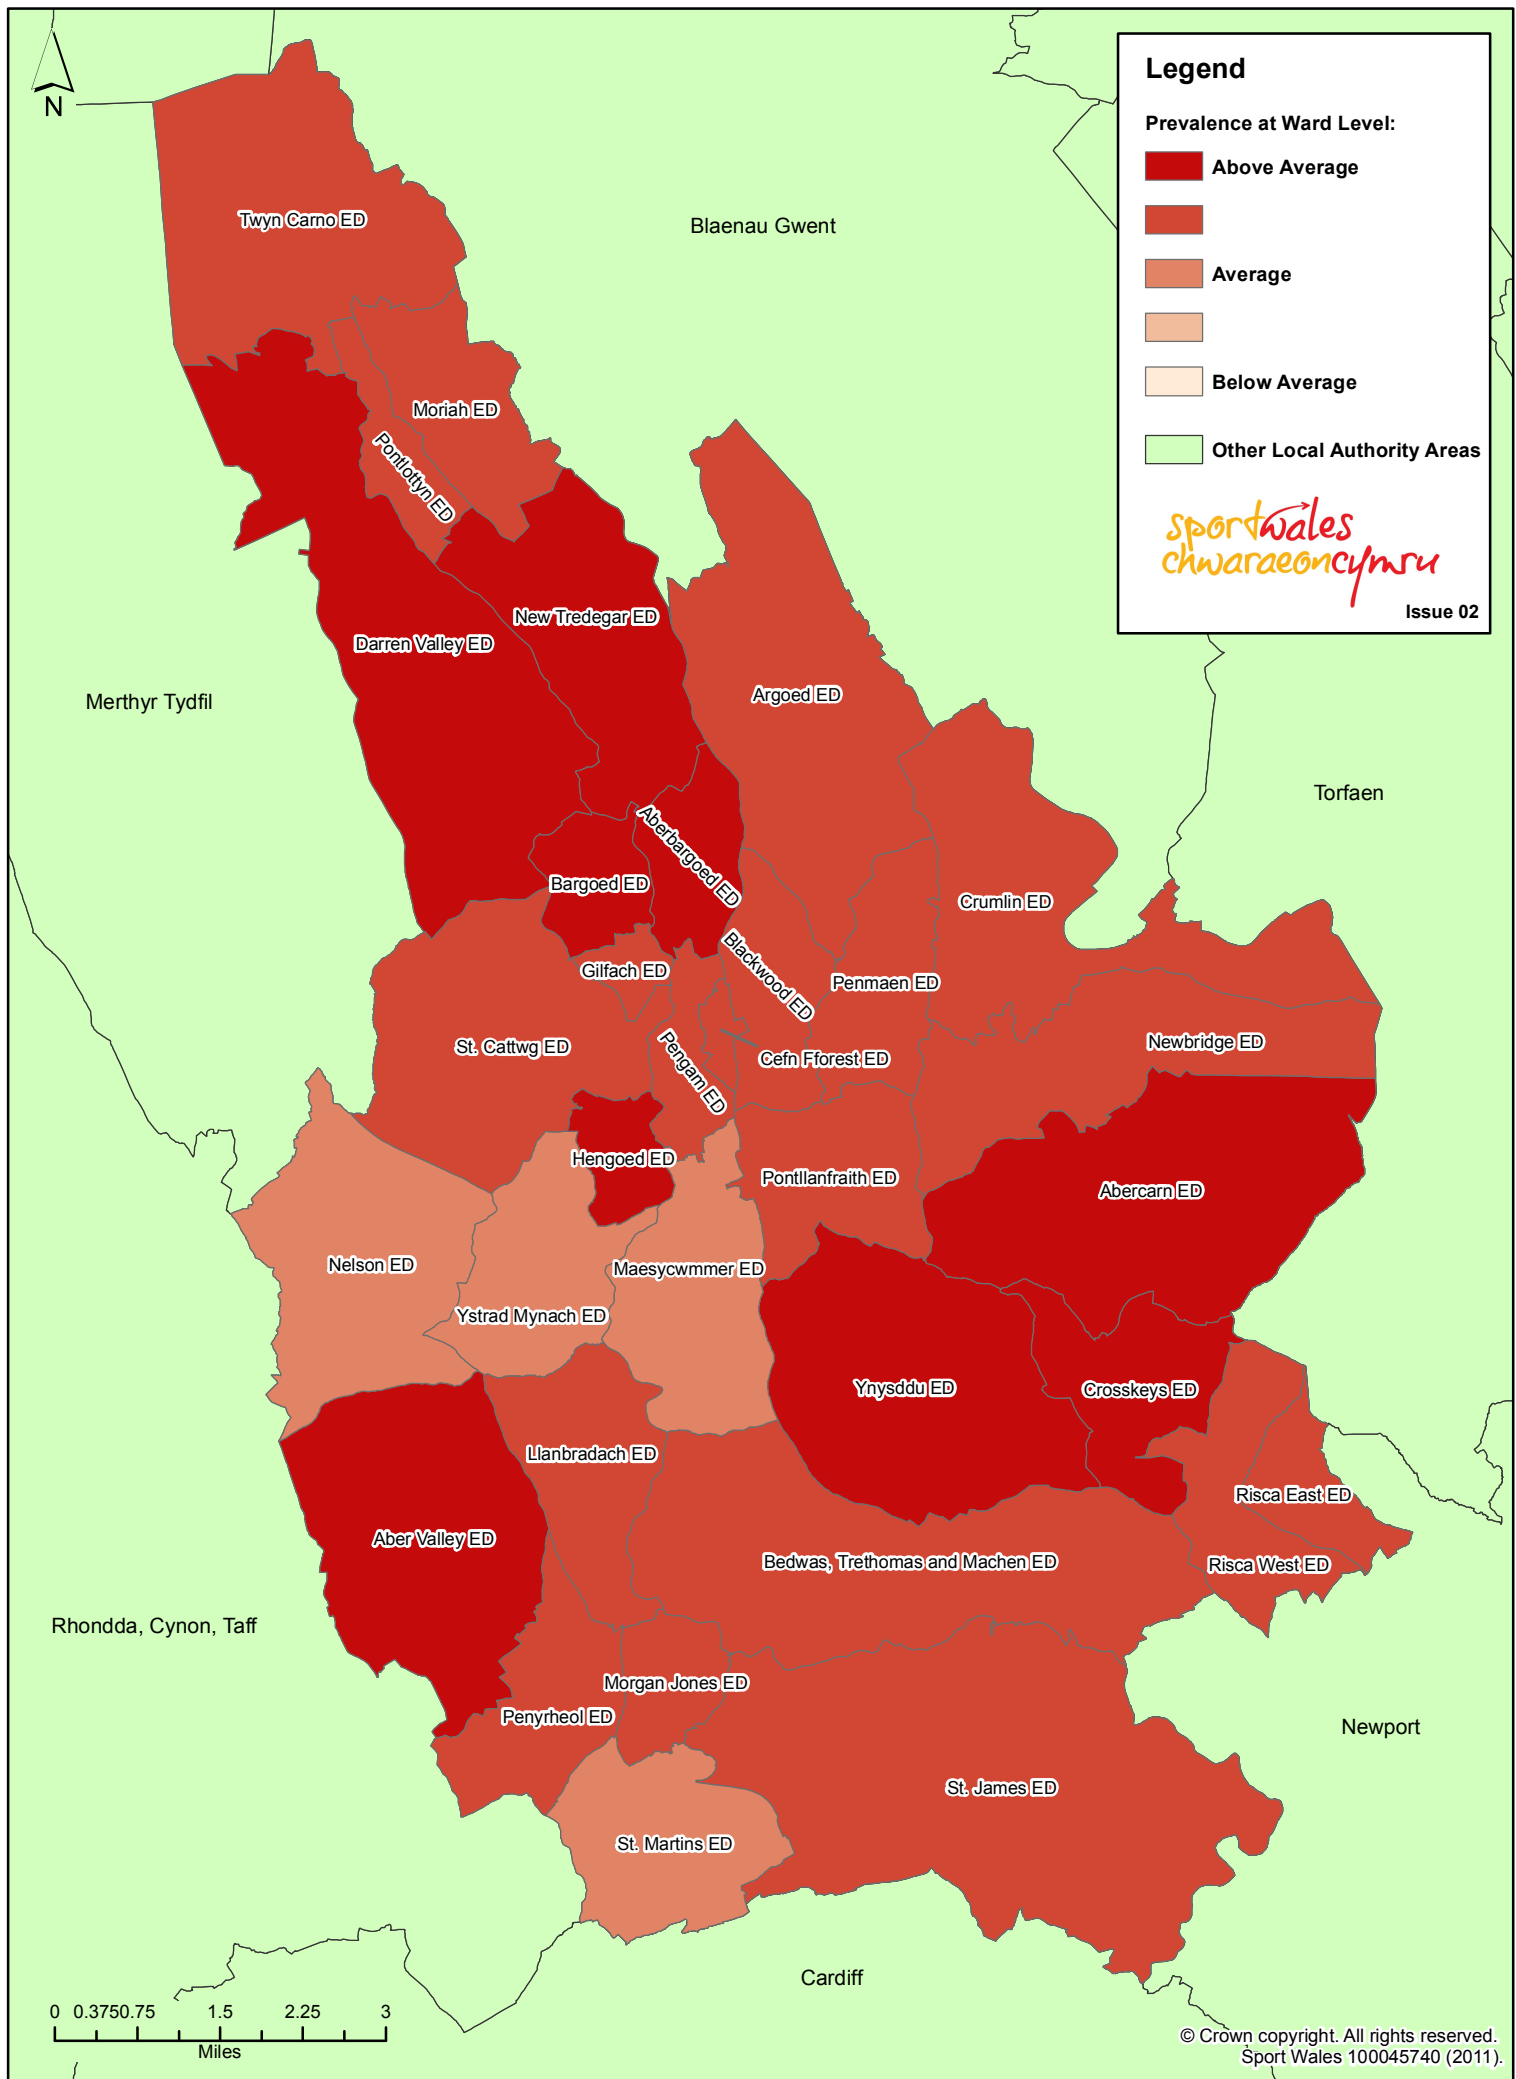 N
Legend
Prevalence at Ward Level:
Above Average
Average
Below Average
Other Local Authority Areas
sportwales
chwaraeoncymru
Issue 02
Twyn Carno ED
Blaenau Gwent
Moriah ED
Pontlottyn ED
New Tredegar ED
Darren Valley ED
Argoed ED
Merthyr Tydfil
Torfaen
Aberbargoed ED
Bargoed ED
Crumlin ED
Blackwood ED
Gilfach ED
Penmaen ED
St. Cattwg ED
Newbridge ED
Pengam ED
Cefn Fforest ED
Hengoed ED
Pontllanfraith ED
Abercarn ED
Nelson ED
Maesycwmmer ED
Ystrad Mynach ED
Ynysddu ED
Crosskeys ED
Llanbradach ED
Risca East ED
Aber Valley ED
Bedwas, Trethomas and Machen ED
Risca West ED
Rhondda, Cynon, Taff
Morgan Jones ED
Penyrheol ED
Newport
St. James ED
St. Martins ED
Cardiff
0 0.3750.75 1.5 2.25 3
Miles
© Crown copyright. All rights reserved.
Sport Wales 100045740 (2011).